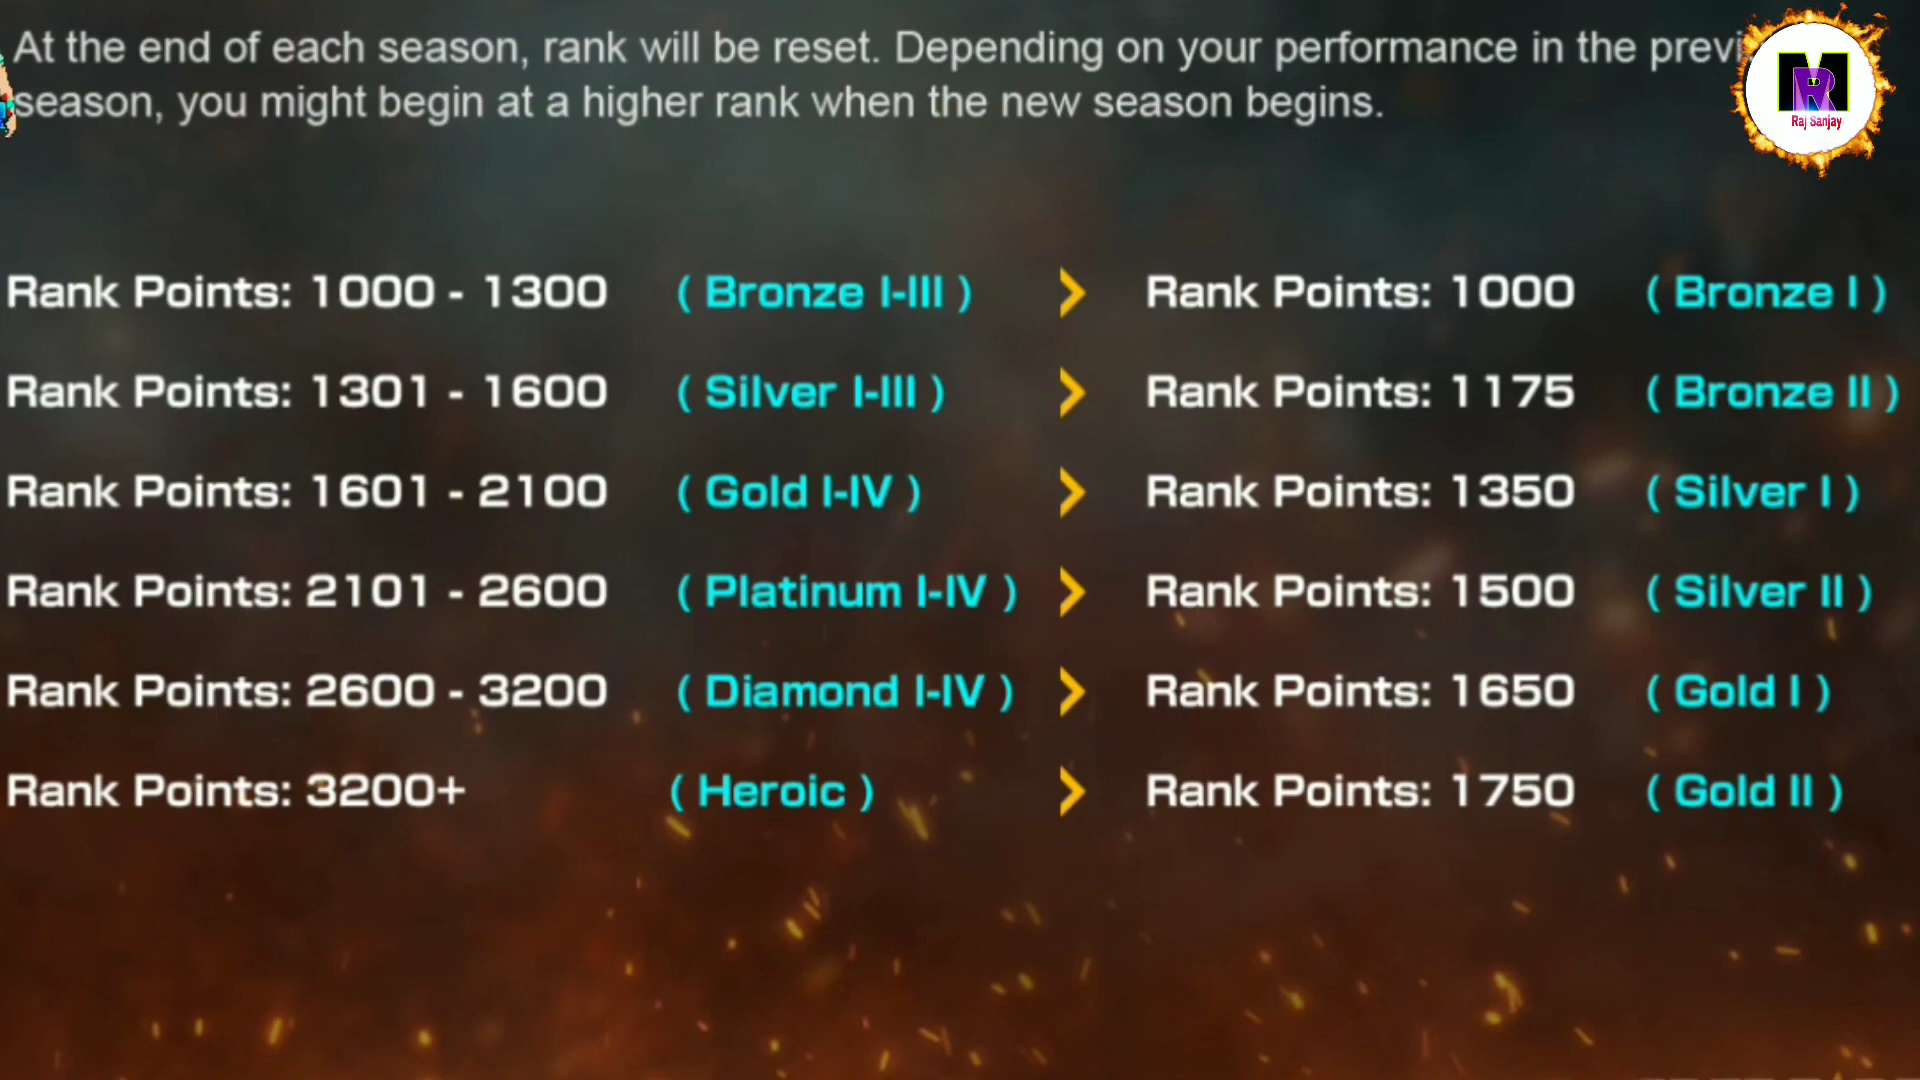 At the end of each season, rank will be reset. Depending on your performance in the previ
season, you might begin at a higher rank when the new season begins.
MR
Raj Sanjay
Rank Points: 1000 - 1300 ( Bronze I-III ) > Rank Points: 1000 ( Bronze I )
Rank Points: 1301 - 1600 ( Silver I-III ) > Rank Points: 1175 ( Bronze II )
Rank Points: 1601 - 2100 ( Gold I-IV ) > Rank Points: 1350 ( Silver I )
Rank Points: 2101 - 2600 ( Platinum I-IV ) > Rank Points: 1500 ( Silver II )
Rank Points: 2600 - 3200 ( Diamond I-IV ) > Rank Points: 1650 ( Gold I )
Rank Points: 3200+ ( Heroic ) > Rank Points: 1750 ( Gold II )